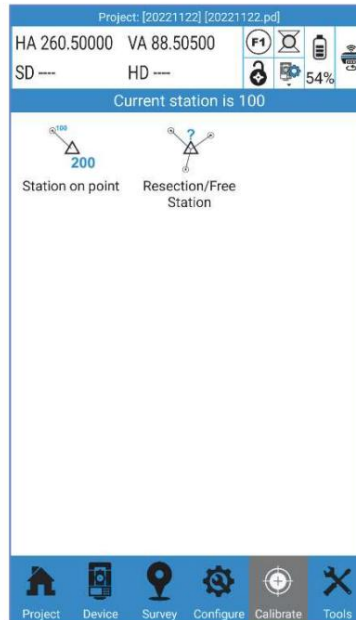 Project: [20221122] [20221122.pd]
HA 260.50000 VA 88.50500 F1
SD ---- HD ---- 54%
Current station is 100
100
200
?
Station on point
Resection/Free
Station
Project Device Survey Configure Calibrate Tools